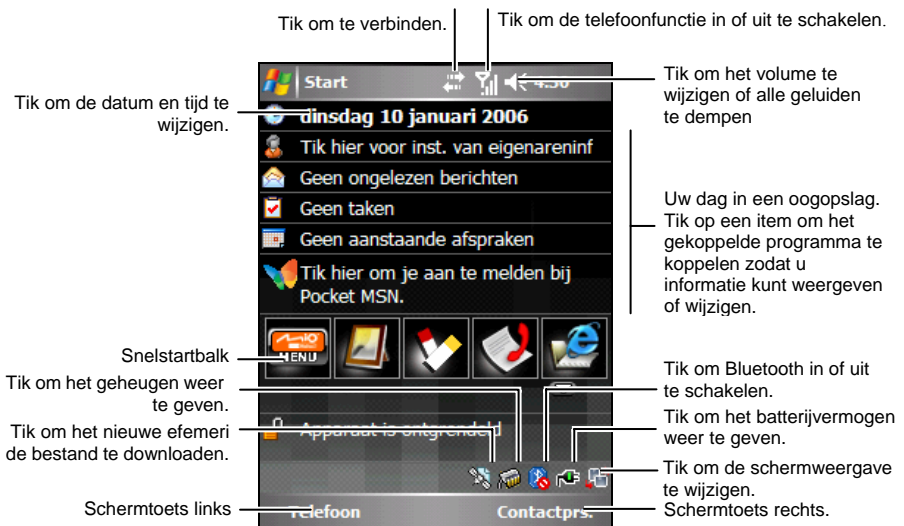 Tik om te verbinden.
Tik om de telefoonfunctie in of uit te schakelen.
Start
4:50
Tik om het volume te
wijzigen of alle geluiden
te dempen
Tik om de datum en tijd te
wijzigen.
dinsdag 10 januari 2006
Tik hier voor inst. van eigenareninf
Geen ongelezen berichten
Geen taken
Geen aanstaande afspraken
Tik hier om je aan te melden bij
Pocket MSN.
Uw dag in een oogopslag.
Tik op een item om het
gekoppelde programma te
koppelen zodat u
informatie kunt weergeven
of wijzigen.
Mio
MENU
Snelstartbalk
Tik om het geheugen weer
te geven.
Tik om het nieuwe efemeri
de bestand te downloaden.
Apparaat is ontgrendeld
Tik om Bluetooth in of uit
te schakelen.
Tik om het batterijvermogen
weer te geven.
Tik om de schermweergave
te wijzigen.
Schermtoets links
Telefoon
Contactprs.
Schermtoets rechts.